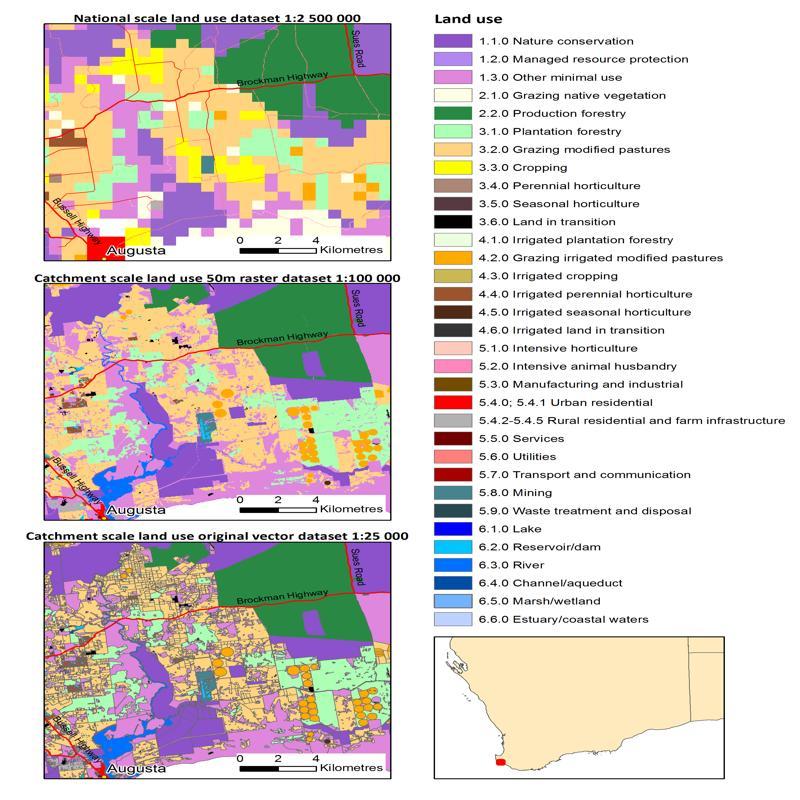 National scale land use dataset 1:2 500 000
Sues Road
Brockman Highway
Bussell Highway
Augusta
0 2 4 Kilometres
Catchment scale land use 50m raster dataset 1:100 000
Sues Road
Brockman Highway
Bussell Highway
Augusta
0 2 4 Kilometres
Catchment scale land use original vector dataset 1:25 000
Sues Road
Brockman Highway
Bussell Highway
Augusta
0 2 4 Kilometres
Land use
1.1.0 Nature conservation
1.2.0 Managed resource protection
1.3.0 Other minimal use
2.1.0 Grazing native vegetation
2.2.0 Production forestry
3.1.0 Plantation forestry
3.2.0 Grazing modified pastures
3.3.0 Cropping
3.4.0 Perennial horticulture
3.5.0 Seasonal horticulture
3.6.0 Land in transition
4.1.0 Irrigated plantation forestry
4.2.0 Grazing irrigated modified pastures
4.3.0 Irrigated cropping
4.4.0 Irrigated perennial horticulture
4.5.0 Irrigated seasonal horticulture
4.6.0 Irrigated land in transition
5.1.0 Intensive horticulture
5.2.0 Intensive animal husbandry
5.3.0 Manufacturing and industrial
5.4.0; 5.4.1 Urban residential
5.4.2-5.4.5 Rural residential and farm infrastructure
5.5.0 Services
5.6.0 Utilities
5.7.0 Transport and communication
5.8.0 Mining
5.9.0 Waste treatment and disposal
6.1.0 Lake
6.2.0 Reservoir/dam
6.3.0 River
6.4.0 Channel/aqueduct
6.5.0 Marsh/wetland
6.6.0 Estuary/coastal waters